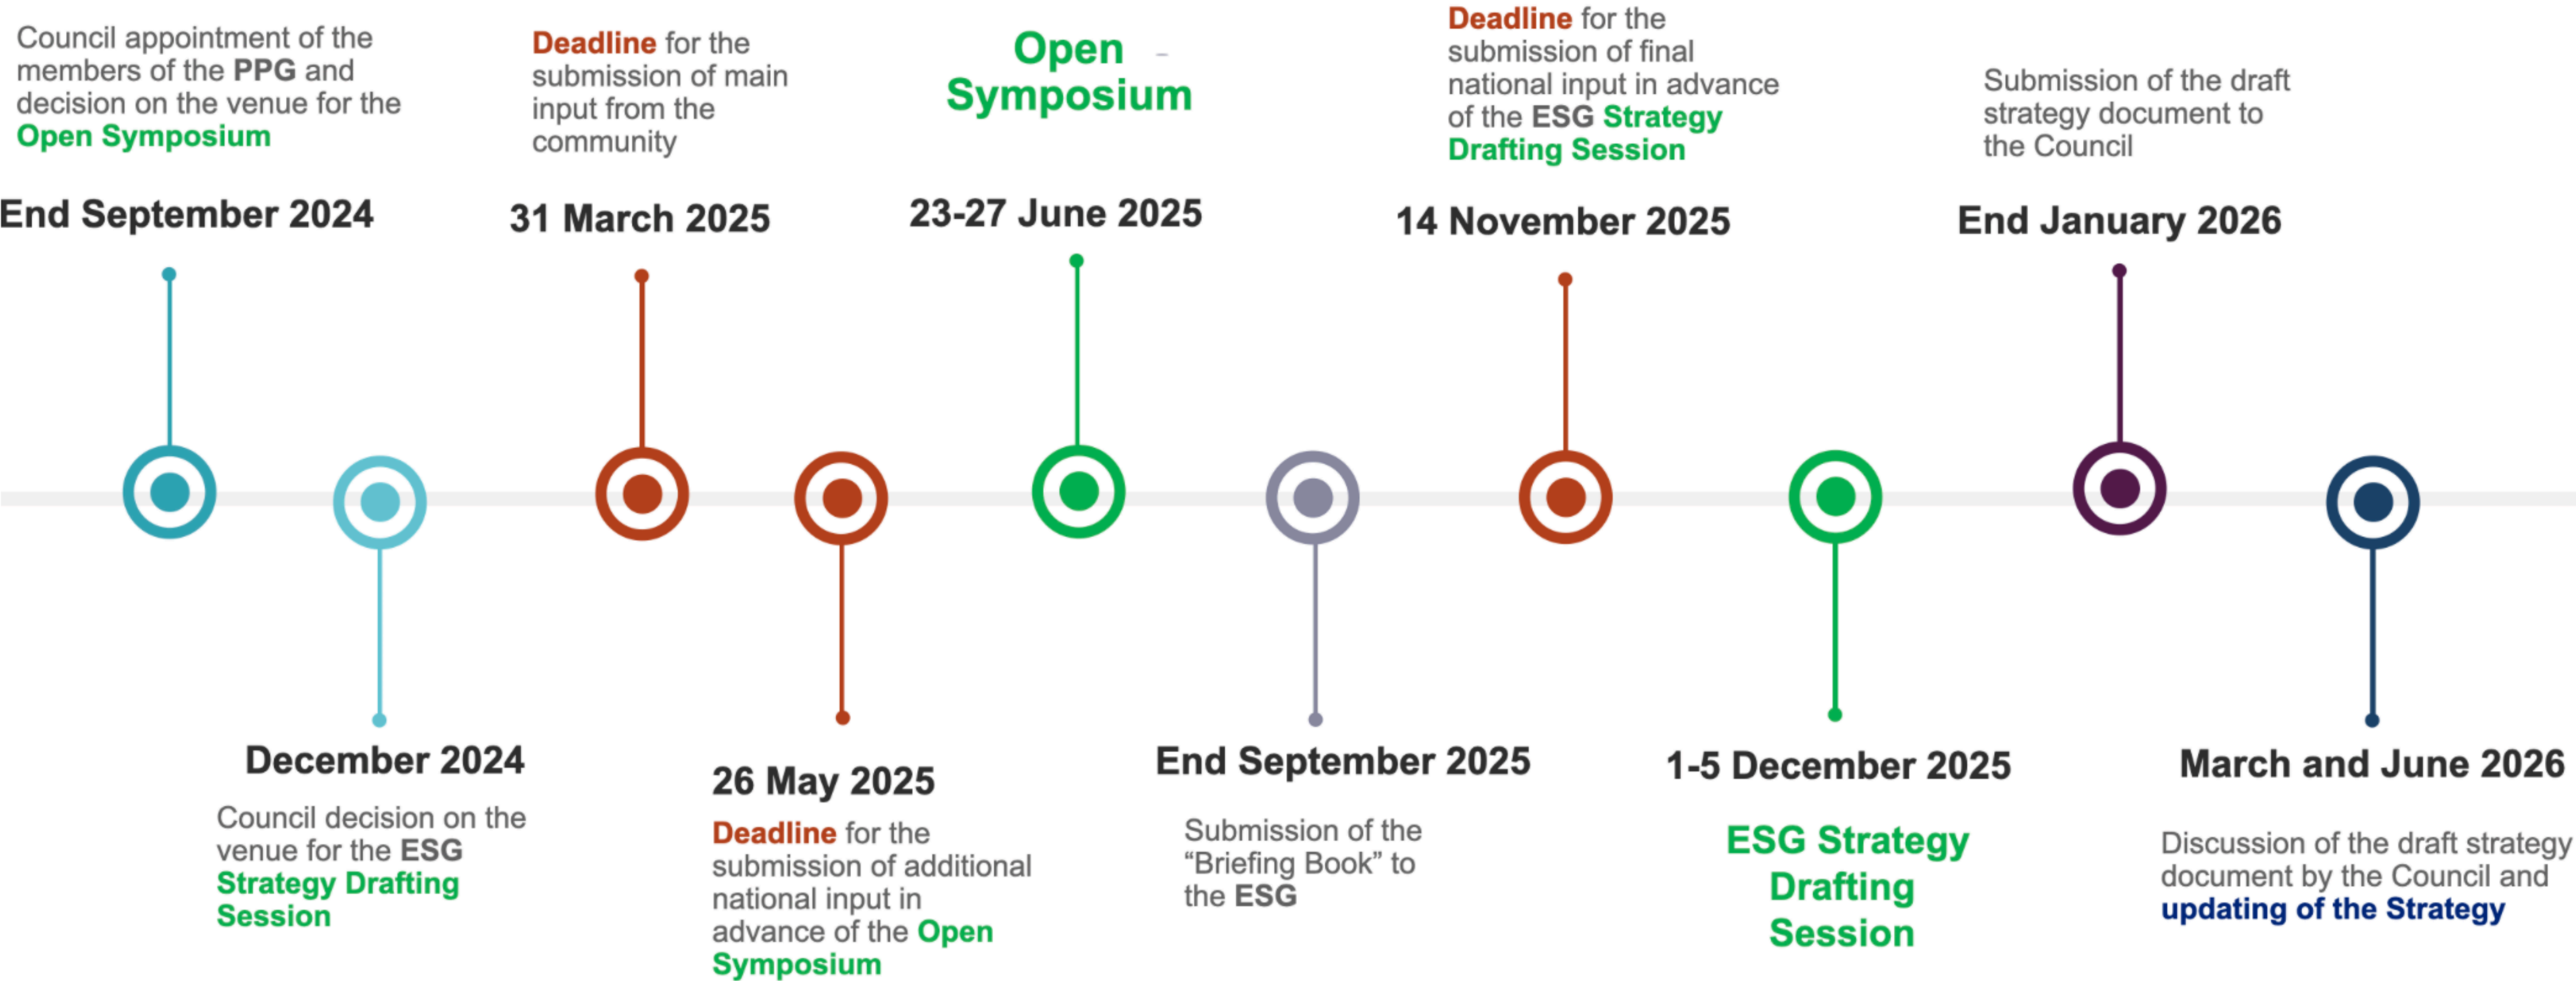 Council appointment of the
members of the PPG and
decision on the venue for the
Open Symposium
End September 2024
December 2024
Council decision on the
venue for the ESG
Strategy Drafting
Session
Deadline for the
submission of main
input from the
community
31 March 2025
26 May 2025
Deadline for the
submission of additional
national input in
advance of the Open
Symposium
Open -
Symposium
23-27 June 2025
End September 2025
Submission of the
“Briefing Book” to
the ESG
Deadline for the
submission of final
national input in advance
of the ESG Strategy
Drafting Session
14 November 2025
1-5 December 2025
ESG Strategy
Drafting
Session
Submission of the draft
strategy document to
the Council
End January 2026
March and June 2026
Discussion of the draft strategy
document by the Council and
updating of the Strategy